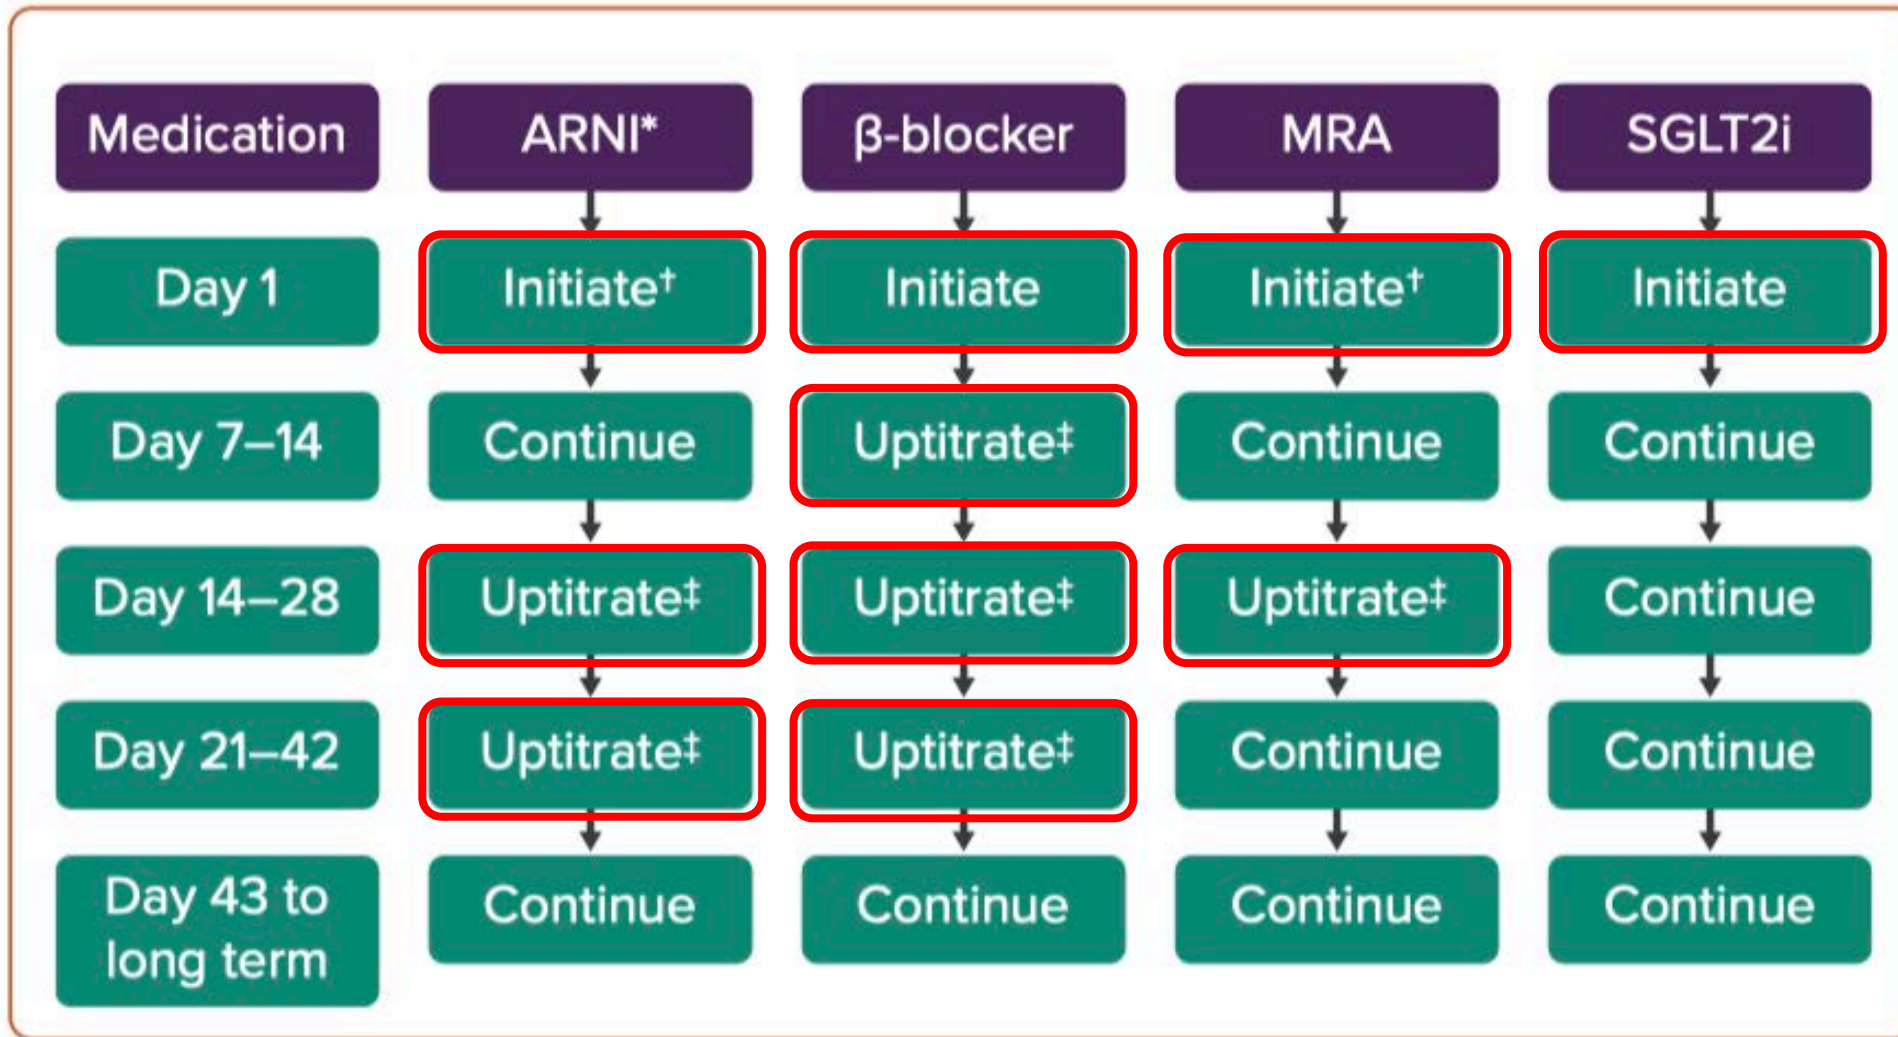 Medication ARNI* β-blocker MRA SGLT2i
Day 1 Initiate† Initiate Initiate† Initiate
Day 7–14 Continue Uptitrate‡ Continue Continue
Day 14–28 Uptitrate‡ Uptitrate‡ Uptitrate‡ Continue
Day 21–42 Uptitrate‡ Uptitrate‡ Continue Continue
Day 43 to
long term
Continue Continue Continue Continue